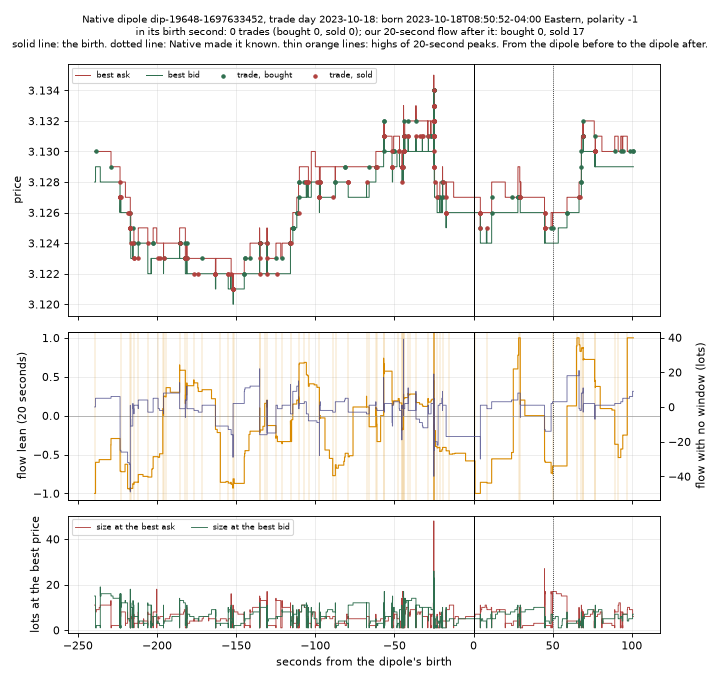 Native dipole dip-19648-1697633452, trade day 2023-10-18: born 2023-10-18T08:50:52-04:00 Eastern, polarity -1
in its birth second: 0 trades (bought 0, sold 0); our 20-second flow after it: bought 0, sold 17
solid line: the birth. dotted line: Native made it known. thin orange lines: highs of 20-second peaks. From the dipole before to the dipole after.
best ask best bid trade, bought trade, sold
3.134
3.132
3.130
3.128
3.126
3.124
3.122
3.120
price
1.0
0.5
0.0
−0.5
−1.0
flow lean (20 seconds)
40
20
0
−20
−40
flow with no window (lots)
size at the best ask size at the best bid
40
20
0
lots at the best price
−250 −200 −150 −100 −50 0 50 100
seconds from the dipole's birth